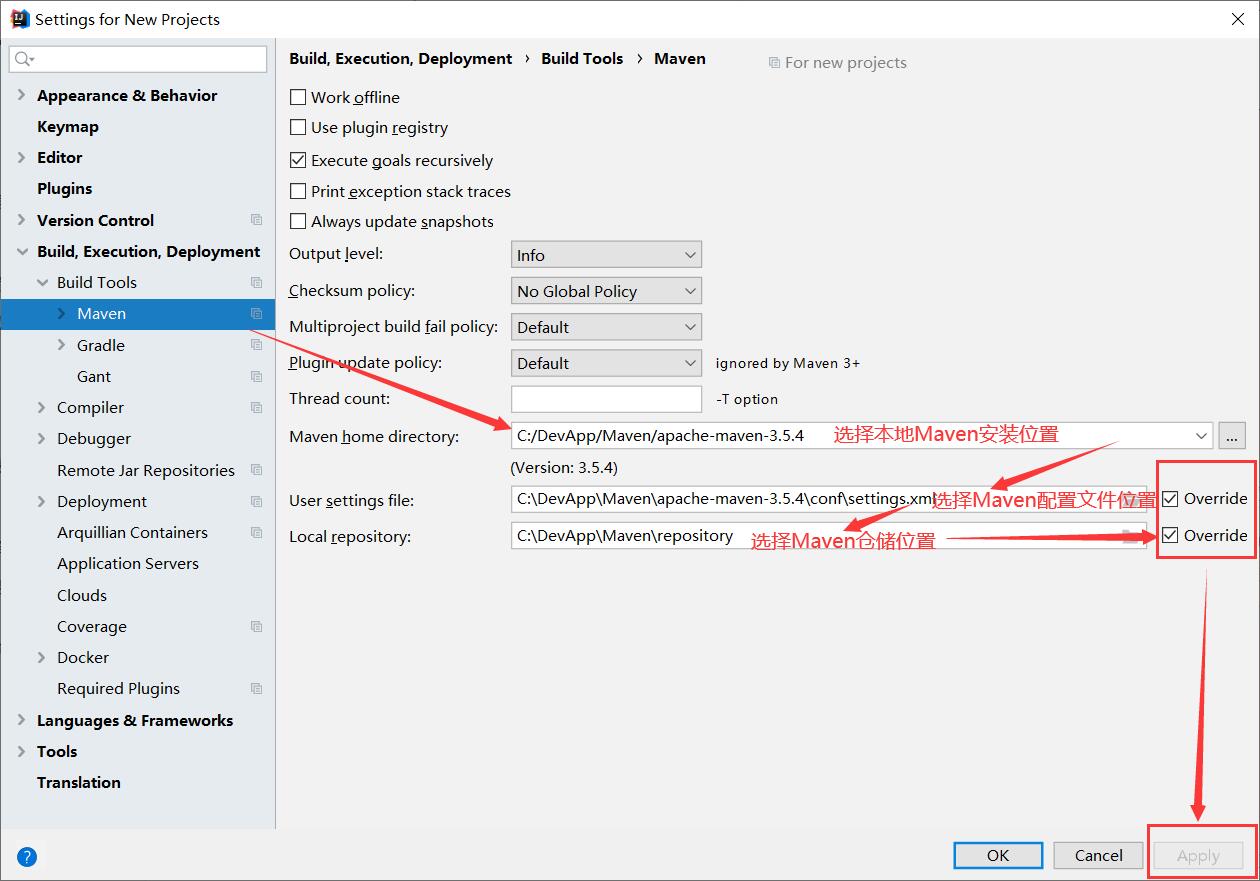 Settings for New Projects
Build, Execution, Deployment › Build Tools › Maven
For new projects
Appearance & Behavior
Keymap
Editor
Plugins
Version Control
Build, Execution, Deployment
Build Tools
Maven
Gradle
Gant
Compiler
Debugger
Remote Jar Repositories
Deployment
Arquillian Containers
Application Servers
Clouds
Coverage
Docker
Required Plugins
Languages & Frameworks
Tools
Translation
Work offline
Use plugin registry
Execute goals recursively
Print exception stack traces
Always update snapshots
Output level: Info
Checksum policy: No Global Policy
Multiproject build fail policy: Default
Plugin update policy: Default ignored by Maven 3+
Thread count: -T option
Maven home directory: C:/DevApp/Maven/apache-maven-3.5.4 选择本地Maven安装位置 ...
(Version: 3.5.4)
User settings file: C:\DevApp\Maven\apache-maven-3.5.4\conf\settings.xml 选择Maven配置文件位置 Override
Local repository: C:\DevApp\Maven\repository 选择Maven仓储位置 Override
? OK Cancel Apply